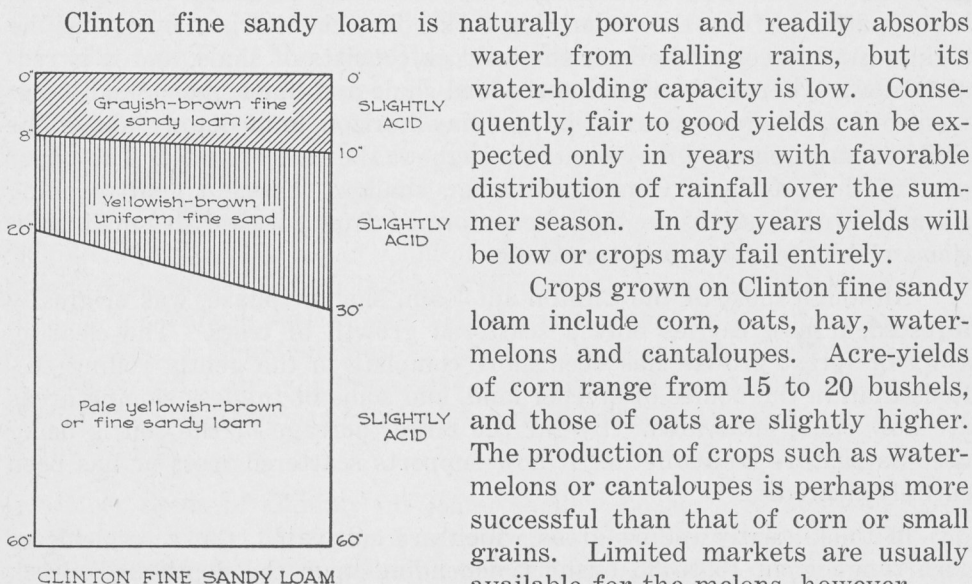 Clinton fine sandy loam is naturally porous and readily absorbs
water from falling rains, but its
water-holding capacity is low. Conse-
quently, fair to good yields can be ex-
pected only in years with favorable
distribution of rainfall over the sum-
mer season. In dry years yields will
be low or crops may fail entirely.
Crops grown on Clinton fine sandy
loam include corn, oats, hay, water-
melons and cantaloupes. Acre-yields
of corn range from 15 to 20 bushels,
and those of oats are slightly higher.
The production of crops such as water-
melons or cantaloupes is perhaps more
successful than that of corn or small
grains. Limited markets are usually
available for the melons, however.
0"
0"
Grayish-brown fine
sandy loam
SLIGHTLY
ACID
8"
10"
Yellowish-brown
uniform fine sand
SLIGHTLY
ACID
20"
30"
Pale yellowish-brown
or fine sandy loam
SLIGHTLY
ACID
60"
60"
CLINTON FINE SANDY LOAM